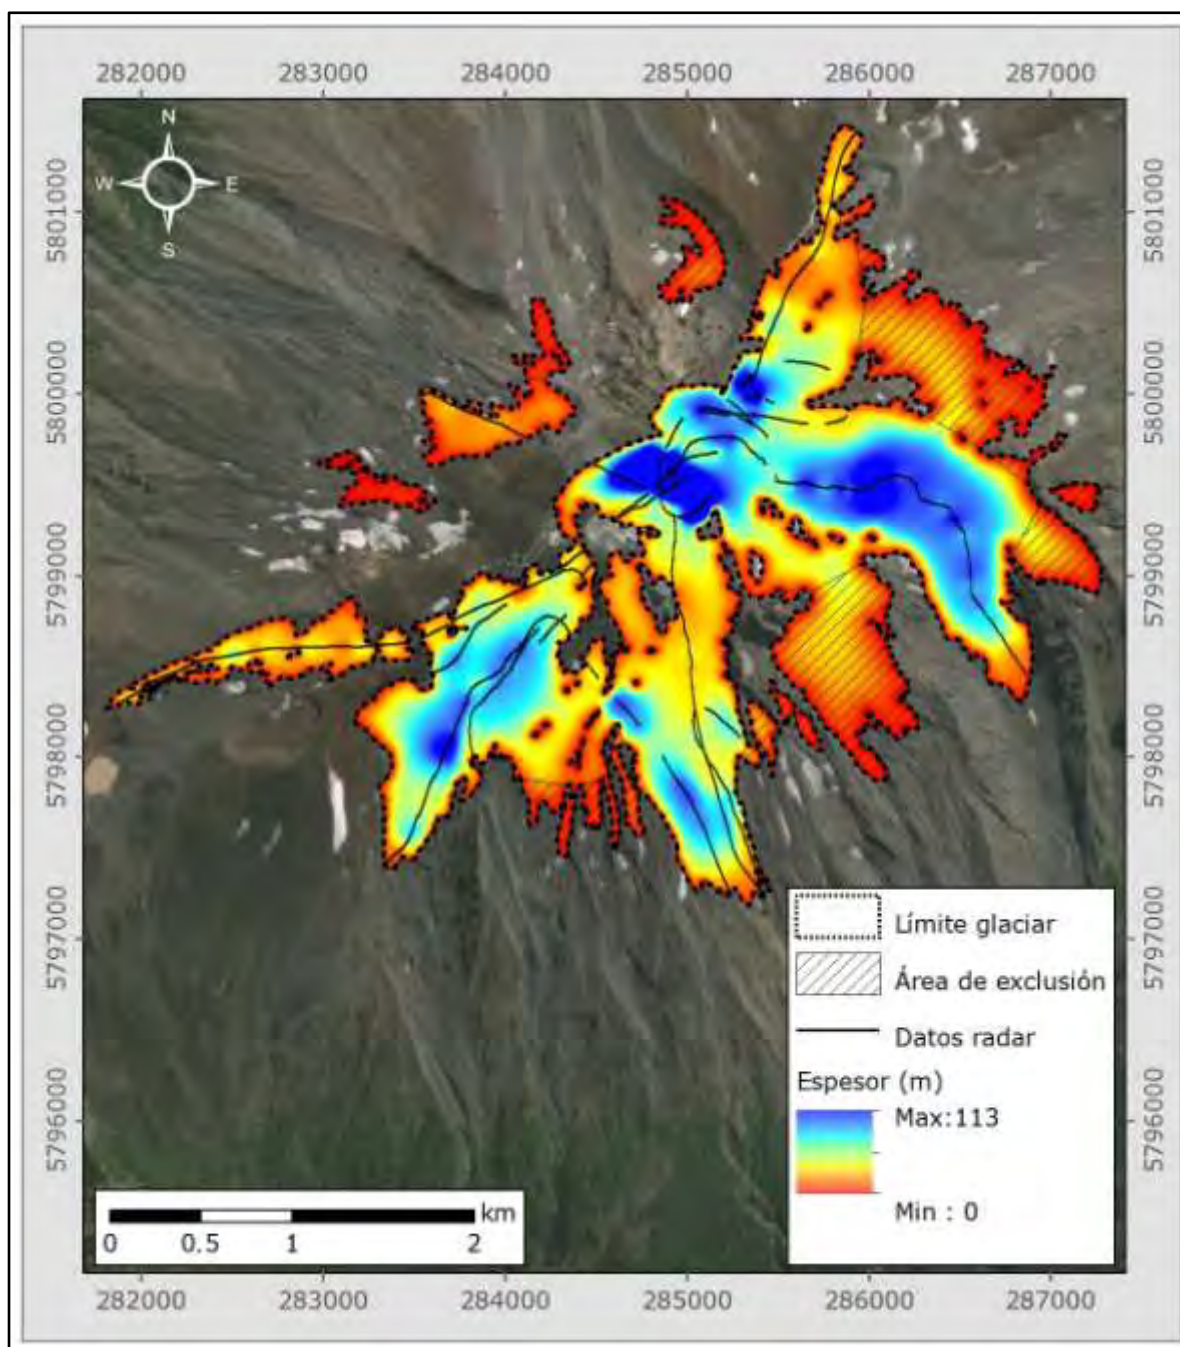 282000 283000 284000 285000 286000 287000
N
W E
S
5801000 5801000
5800000 5800000
5799000 5799000
5798000 5798000
5797000 5797000
5796000 5796000
Límite glaciar
Área de exclusión
Datos radar
Espesor (m)
Max:113
Min : 0
km
0 0.5 1 2
282000 283000 284000 285000 286000 287000